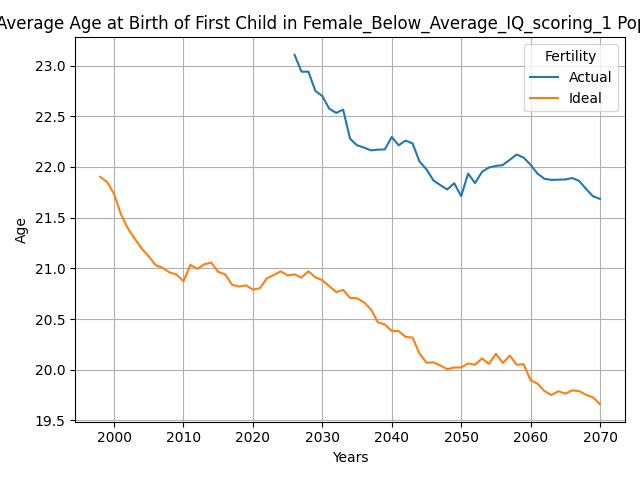 Average Age at Birth of First Child in Female_Below_Average_IQ_scoring_1 Pop
Fertility
Actual
Ideal
23.0
22.5
22.0
21.5
21.0
20.5
20.0
19.5
Age
2000 2010 2020 2030 2040 2050 2060 2070
Years